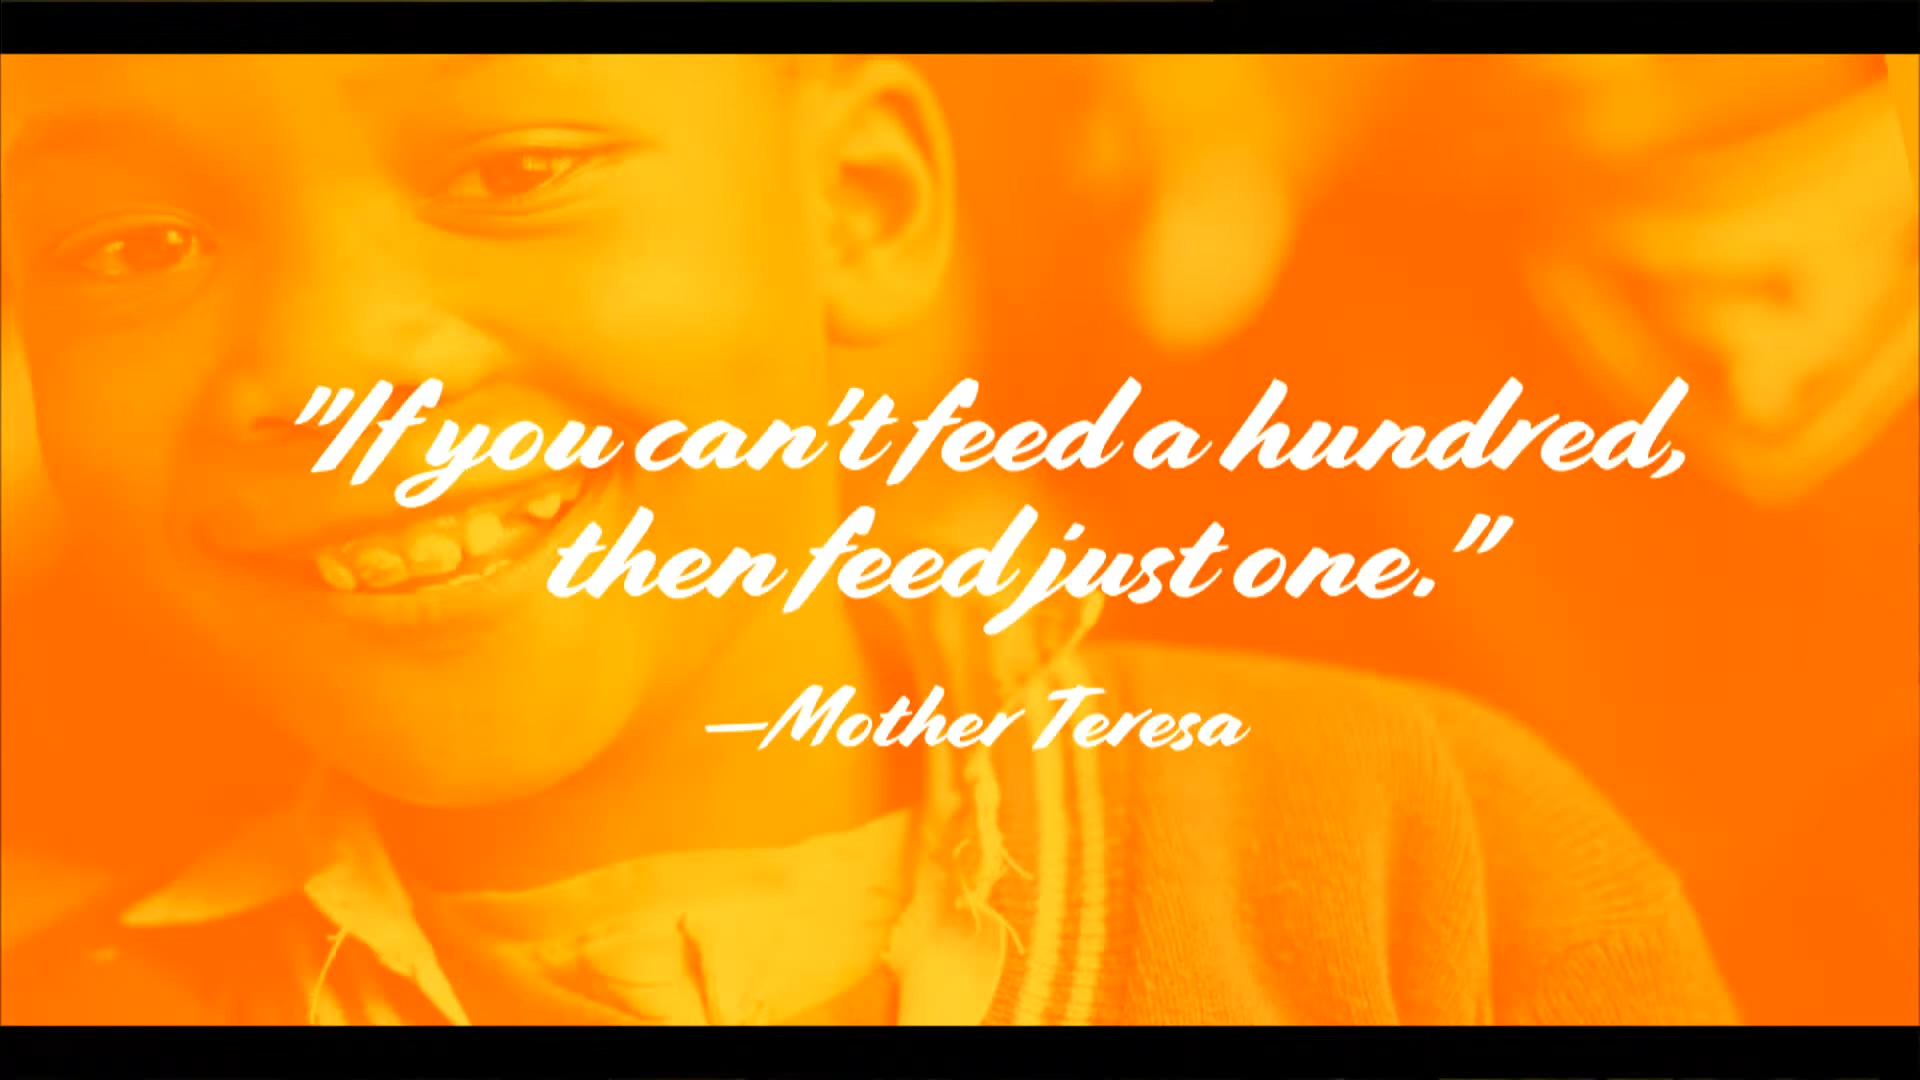 "If you can't feed a hundred,
then feed just one."
—Mother Teresa